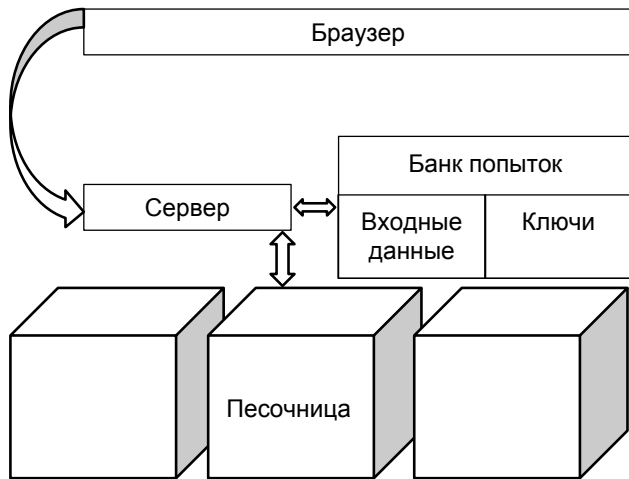 Браузер
Банк попыток
Сервер
Входные
данные
Ключи
Песочница